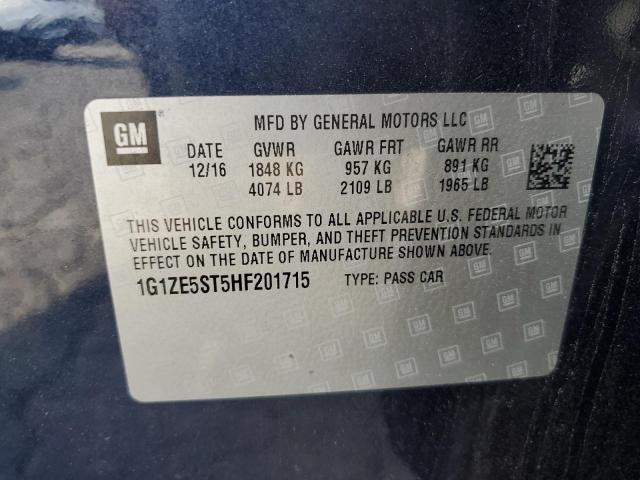 GM
MFD BY GENERAL MOTORS LLC
DATE GVWR GAWR FRT GAWR RR
12/16 1848 KG 957 KG 891 KG
4074 LB 2109 LB 1965 LB
THIS VEHICLE CONFORMS TO ALL APPLICABLE U.S. FEDERAL MOTOR
VEHICLE SAFETY, BUMPER, AND THEFT PREVENTION STANDARDS IN
EFFECT ON THE DATE OF MANUFACTURE SHOWN ABOVE.
1G1ZE5ST5HF201715 TYPE: PASS CAR